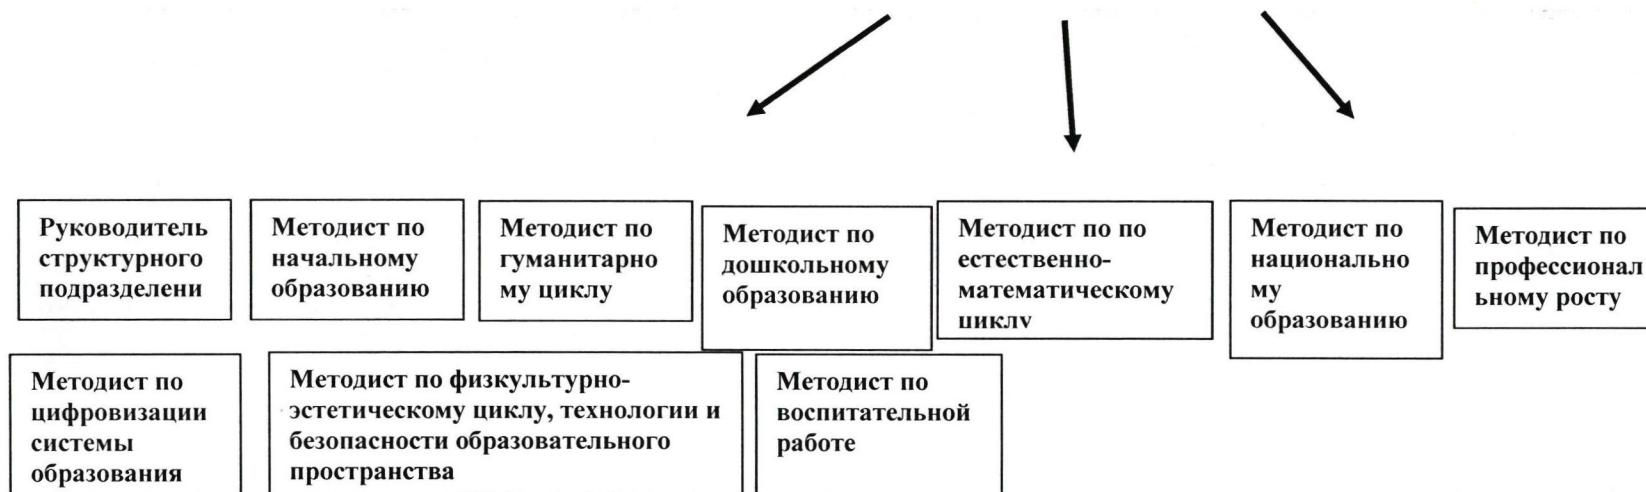 Руководитель
структурного
подразделени
Методист по
начальному
образованию
Методист по
гуманитарно
му циклу
Методист по
дошкольному
образованию
Методист по по
естественно-
математическому
циклу
Методист по
национально
му
образованию
Методист по
профессионал
ьному росту
Методист по
цифровизации
системы
образования
Методист по физкультурно-
эстетическому циклу, технологии и
безопасности образовательного
пространства
Методист по
воспитательной
работе